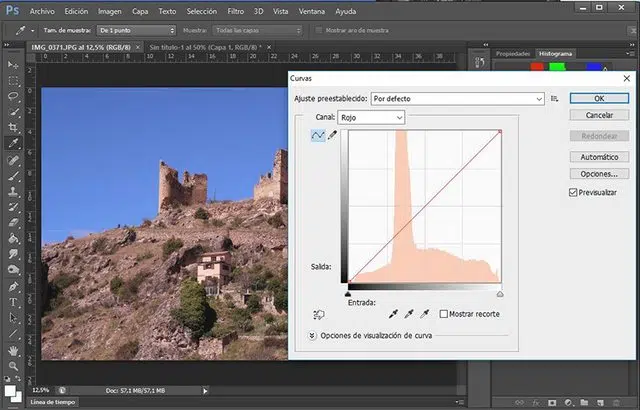 Ps Archivo Edición Imagen Capa Texto Selección Filtro 3D Vista Ventana Ayuda
Tam. de muestra: De 1 punto Muestra: Todas las capas Mostrar aro de muestra
IMG_0371.JPG al 12,5% (RGB/8) × Sin título-1 al 50% (Capa 1, RGB/8) * ×
Propiedades Histograma
Curvas
Ajuste preestablecido: Por defecto
OK
Canal: Rojo
Cancelar
Redondear
Automático
Opciones...
Previsualizar
Salida:
Entrada:
Mostrar recorte
Opciones de visualización de curva
12,5% Doc: 57,1 MB/57,1 MB
Línea de tiempo
fx